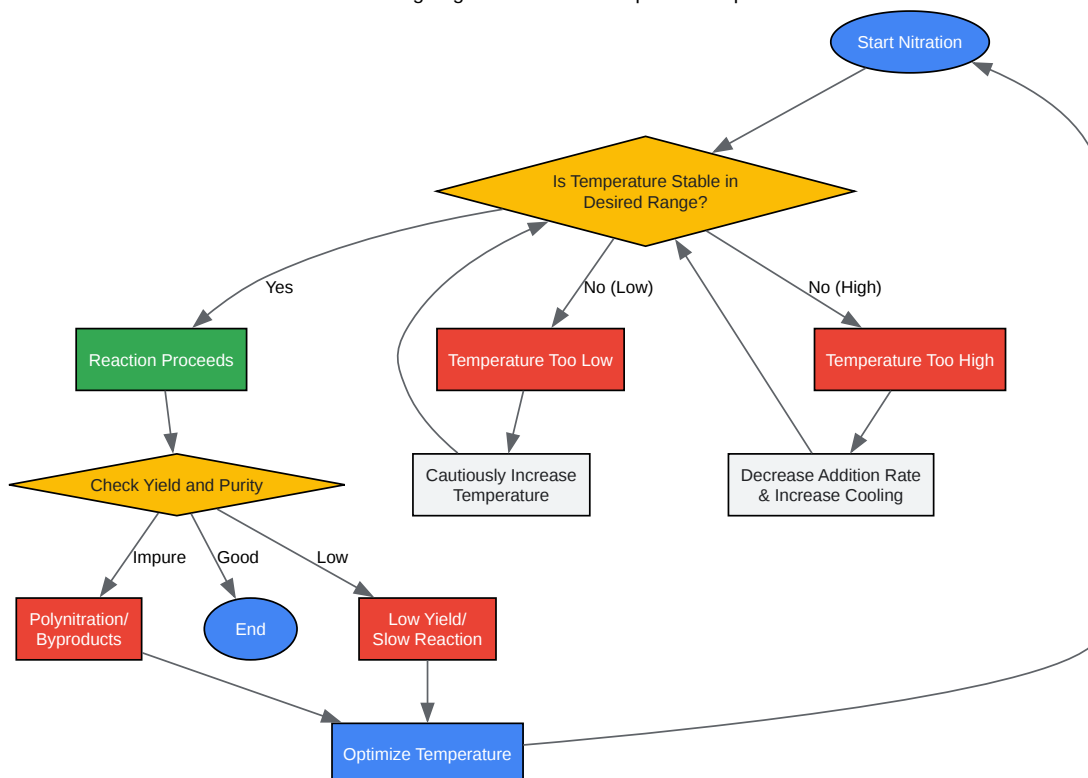 Start Nitration
Is Temperature Stable in
Desired Range?
Yes
No (Low)
No (High)
Reaction Proceeds
Temperature Too Low
Temperature Too High
Check Yield and Purity
Cautiously Increase
Temperature
Decrease Addition Rate
& Increase Cooling
Impure
Good
Low
Polynitration/
Byproducts
End
Low Yield/
Slow Reaction
Optimize Temperature